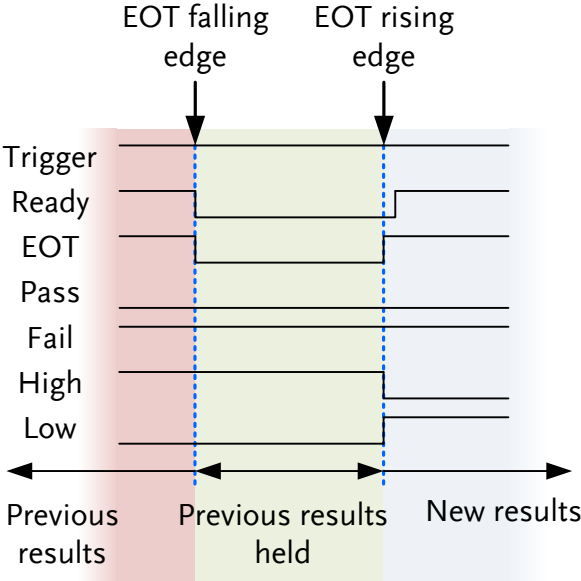 EOT falling
edge
EOT rising
edge
Trigger
Ready
EOT
Pass
Fail
High
Low
Previous
results
Previous results
held
New results